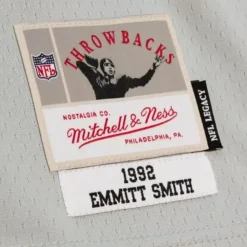 THROWBACKS
NFL
NOSTALGIA CO.
Mitchell & Ness
PHILADELPHIA, PA.
NFL LEGACY
1992
EMMITT SMITH